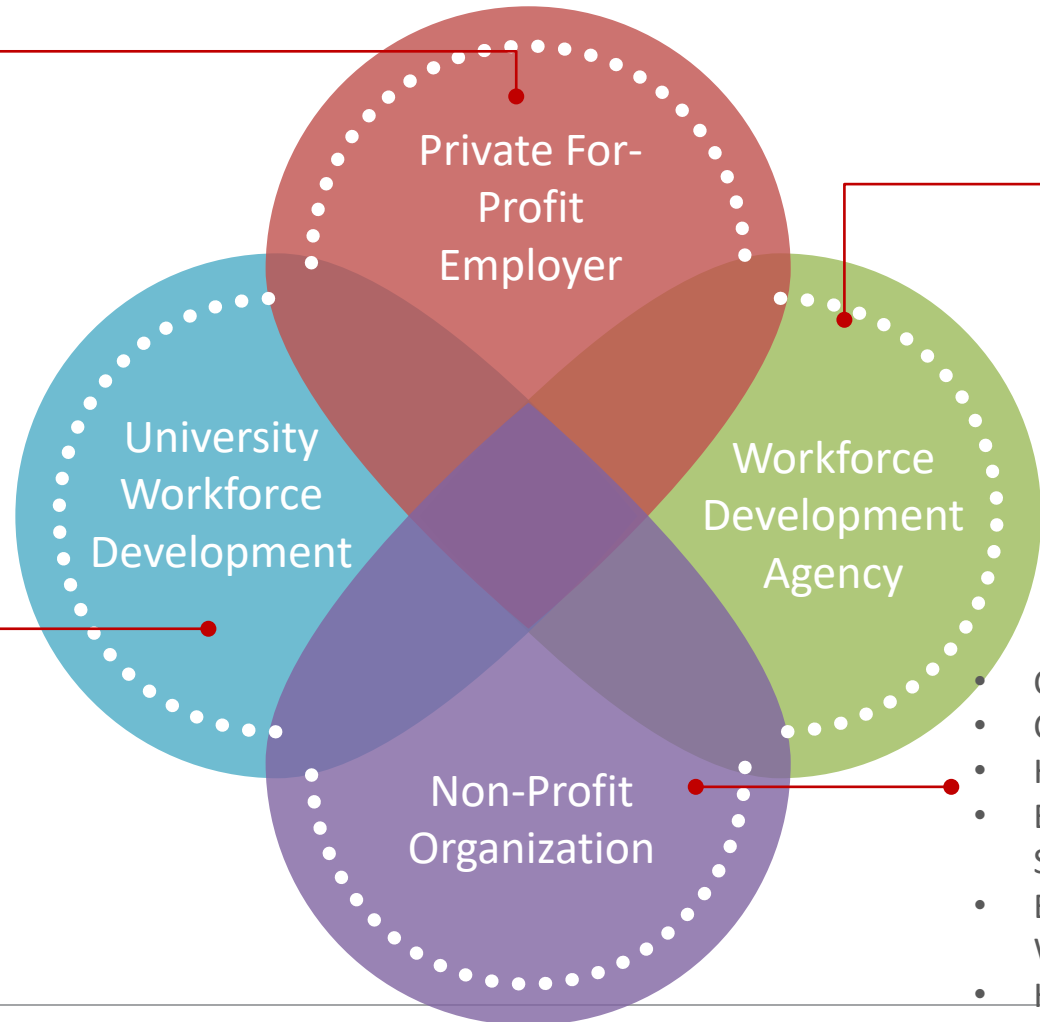 Private For-
Profit
Employer
University
Workforce
Development
Workforce
Development
Agency
Non-Profit
Organization